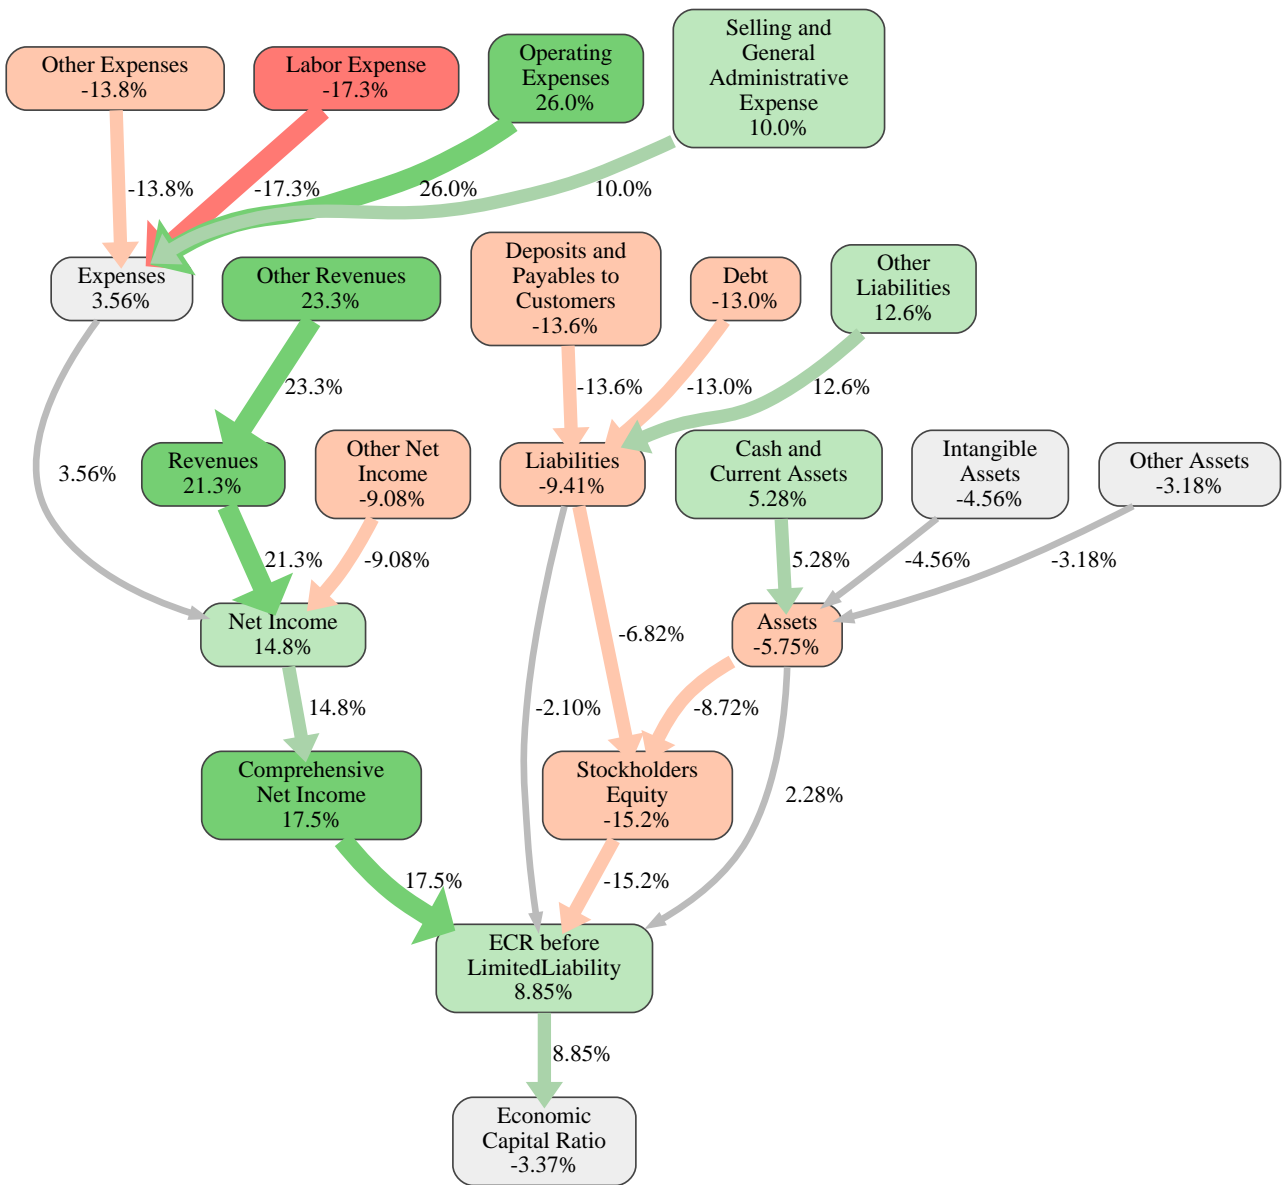 Other Expenses
-13.8%
Labor Expense
-17.3%
Operating
Expenses
26.0%
Selling and
General
Administrative
Expense
10.0%
-13.8%
-17.3%
26.0%
10.0%
Expenses
3.56%
Other Revenues
23.3%
Deposits and
Payables to
Customers
-13.6%
Debt
-13.0%
Other
Liabilities
12.6%
23.3%
-13.6%
-13.0%
12.6%
3.56%
Revenues
21.3%
Other Net
Income
-9.08%
Liabilities
-9.41%
Cash and
Current Assets
5.28%
Intangible
Assets
-4.56%
Other Assets
-3.18%
21.3%
-9.08%
5.28%
-4.56%
-3.18%
Net Income
14.8%
-6.82%
Assets
-5.75%
14.8%
-2.10%
-8.72%
Comprehensive
Net Income
17.5%
Stockholders
Equity
-15.2%
2.28%
17.5%
-15.2%
ECR before
LimitedLiability
8.85%
8.85%
Economic
Capital Ratio
-3.37%